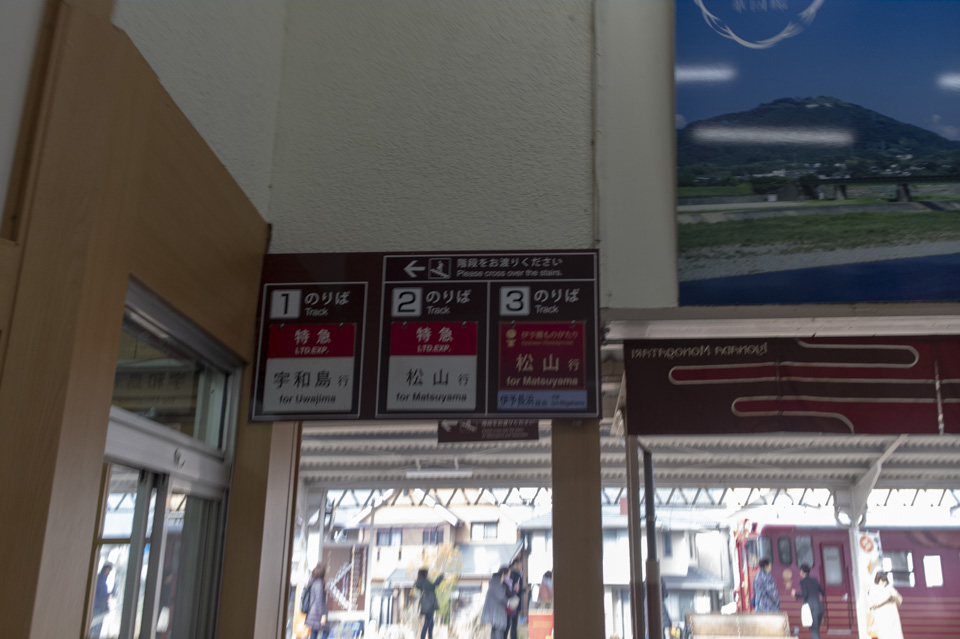 階段をお渡りください
Please cross over the stairs.
1 のりば
Track
特急
LTD.EXP.
宇和島 行
for Uwajima
2 のりば
Track
特急
LTD.EXP.
松山 行
for Matsuyama
3 のりば
Track
伊予灘ものがたり
松山 行
for Matsuyama
伊予長浜
IYONADA MONOGATARI